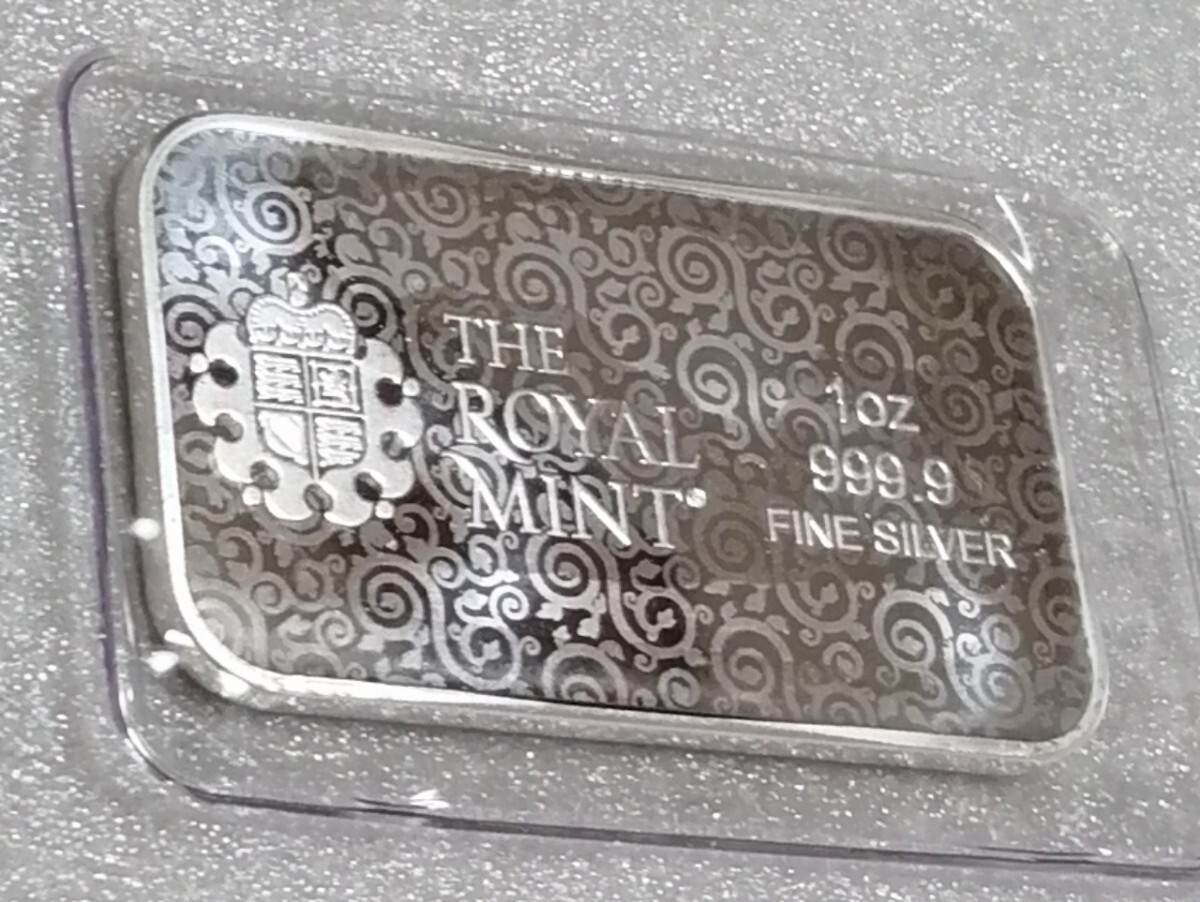 THE
ROYAL
MINT®
1oz
999.9
FINE SILVER